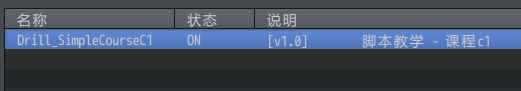 名称 状态 说明
Drill_SimpleCourseC1 ON [v1.0] 脚本教学 - 课程c1